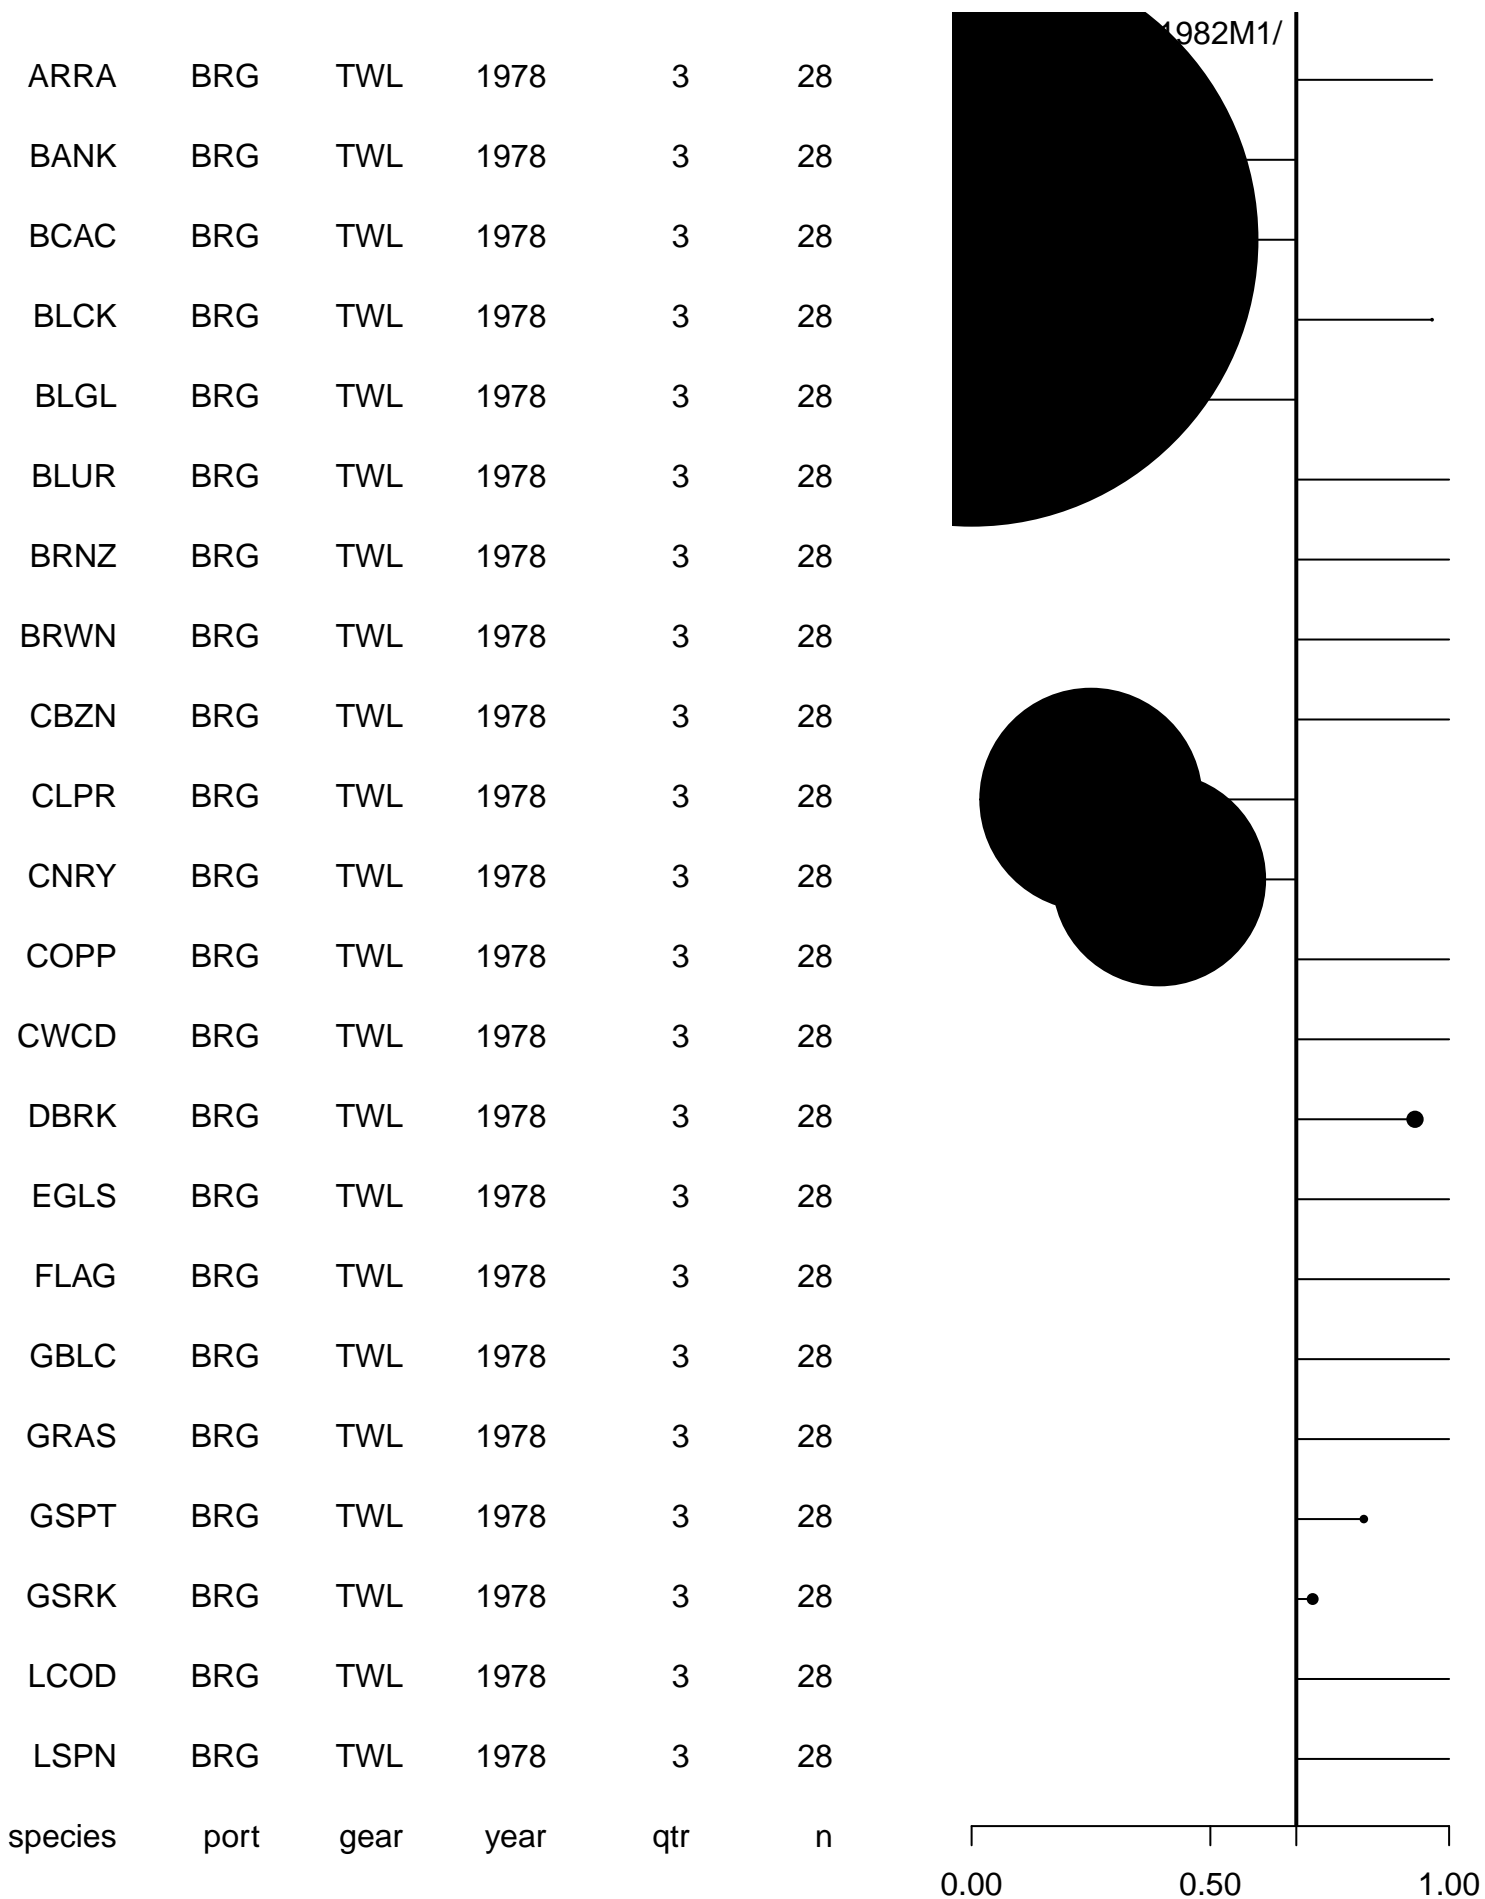 1982M1/
ARRA BRG TWL 1978 3 28
BANK BRG TWL 1978 3 28
BCAC BRG TWL 1978 3 28
BLCK BRG TWL 1978 3 28
BLGL BRG TWL 1978 3 28
BLUR BRG TWL 1978 3 28
BRNZ BRG TWL 1978 3 28
BRWN BRG TWL 1978 3 28
CBZN BRG TWL 1978 3 28
CLPR BRG TWL 1978 3 28
CNRY BRG TWL 1978 3 28
COPP BRG TWL 1978 3 28
CWCD BRG TWL 1978 3 28
DBRK BRG TWL 1978 3 28
EGLS BRG TWL 1978 3 28
FLAG BRG TWL 1978 3 28
GBLC BRG TWL 1978 3 28
GRAS BRG TWL 1978 3 28
GSPT BRG TWL 1978 3 28
GSRK BRG TWL 1978 3 28
LCOD BRG TWL 1978 3 28
LSPN BRG TWL 1978 3 28
species port gear year qtr n
0.00 0.50 1.00